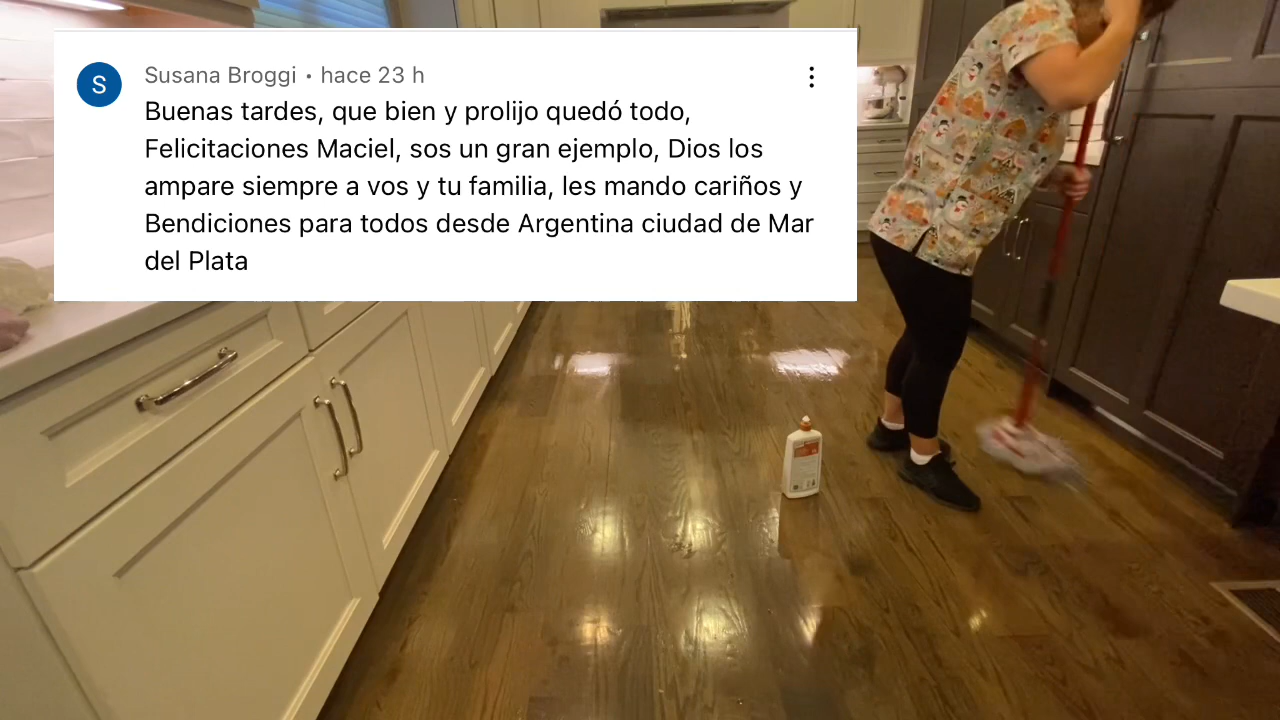 S
Susana Broggi • hace 23 h
Buenas tardes, que bien y prolijo quedó todo,
Felicitaciones Maciel, sos un gran ejemplo, Dios los
ampare siempre a vos y tu familia, les mando cariños y
Bendiciones para todos desde Argentina ciudad de Mar
del Plata